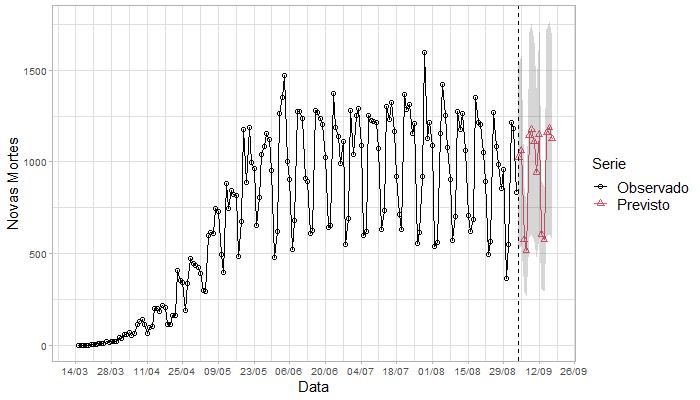 Novas Mortes
1500
1000
500
0
14/03 28/03 11/04 25/04 09/05 23/05 06/06 20/06 04/07 18/07 01/08 15/08 29/08 12/09 26/09
Data
Serie
Observado
Previsto